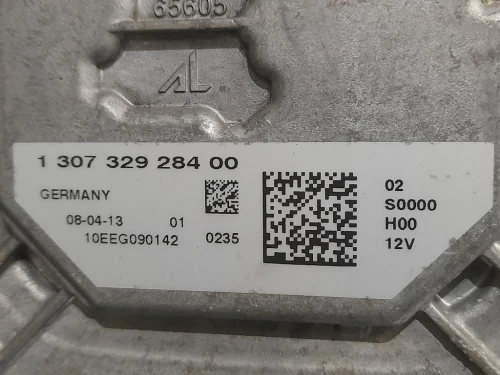 65605
AL
1 307 329 284 00
GERMANY
08-04-13 01
10EEG090142 0235
02
S0000
H00
12V